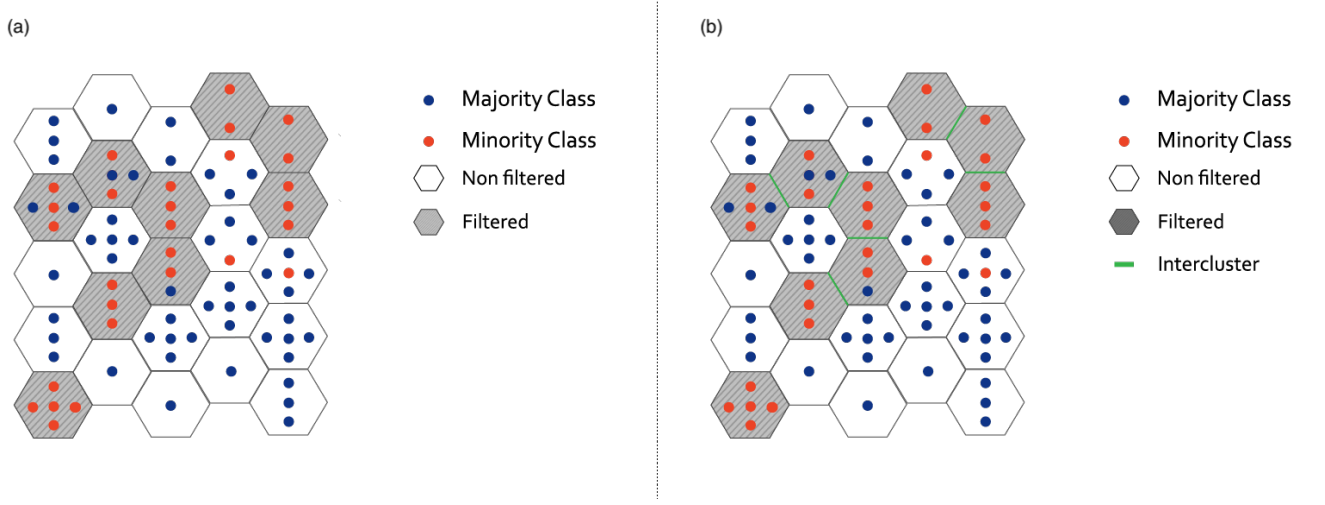 (a)
Majority Class
Minority Class
Non filtered
Filtered
(b)
Majority Class
Minority Class
Non filtered
Filtered
Intercluster